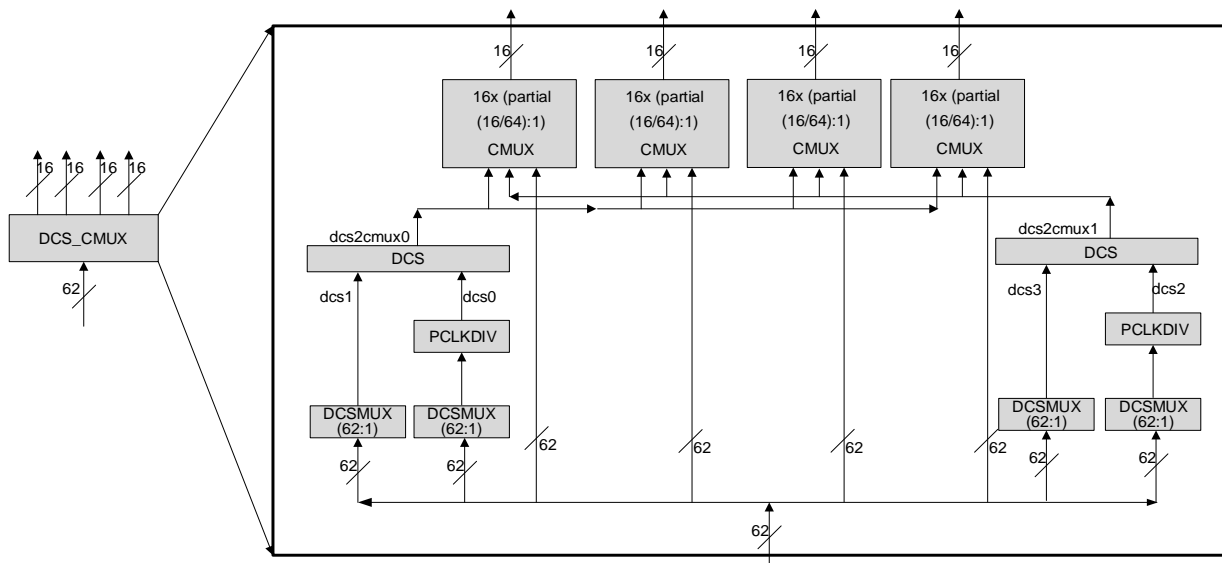 16
16
16
16
16x (partial
(16/64):1)
CMUX
16x (partial
(16/64):1)
CMUX
16x (partial
(16/64):1)
CMUX
16x (partial
(16/64):1)
CMUX
16
16
16
16
DCS_CMUX
62
dcs2cmux0
DCS
dcs1
dcs0
PCLKDIV
DCSMUX
(62:1)
DCSMUX
(62:1)
dcs2cmux1
DCS
dcs3
dcs2
PCLKDIV
DCSMUX
(62:1)
DCSMUX
(62:1)
62
62
62
62
62
62
62
62
62